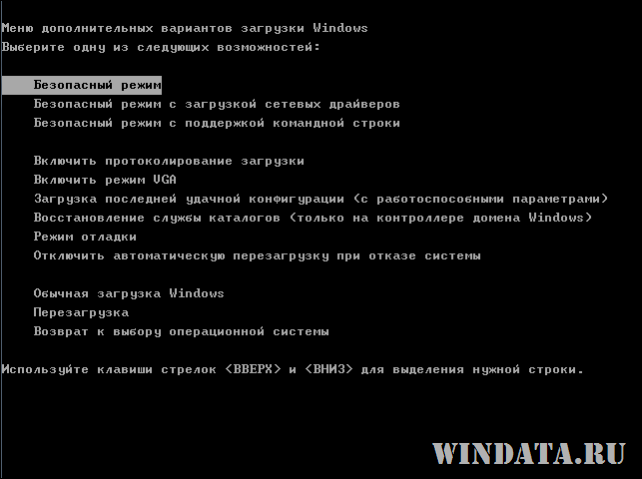 Меню дополнительных вариантов загрузки Windows
Выберите одну из следующих возможностей:
Безопасный режим
Безопасный режим с загрузкой сетевых драйверов
Безопасный режим с поддержкой командной строки
Включить протоколирование загрузки
Включить режим VGA
Загрузка последней удачной конфигурации (с работоспособными параметрами)
Восстановление службы каталогов (только на контроллере домена Windows)
Режим отладки
Отключить автоматическую перезагрузку при отказе системы
Обычная загрузка Windows
Перезагрузка
Возврат к выбору операционной системы
Используйте клавиши стрелок <ВВЕРХ> и <ВНИЗ> для выделения нужной строки.
WINDATA.RU